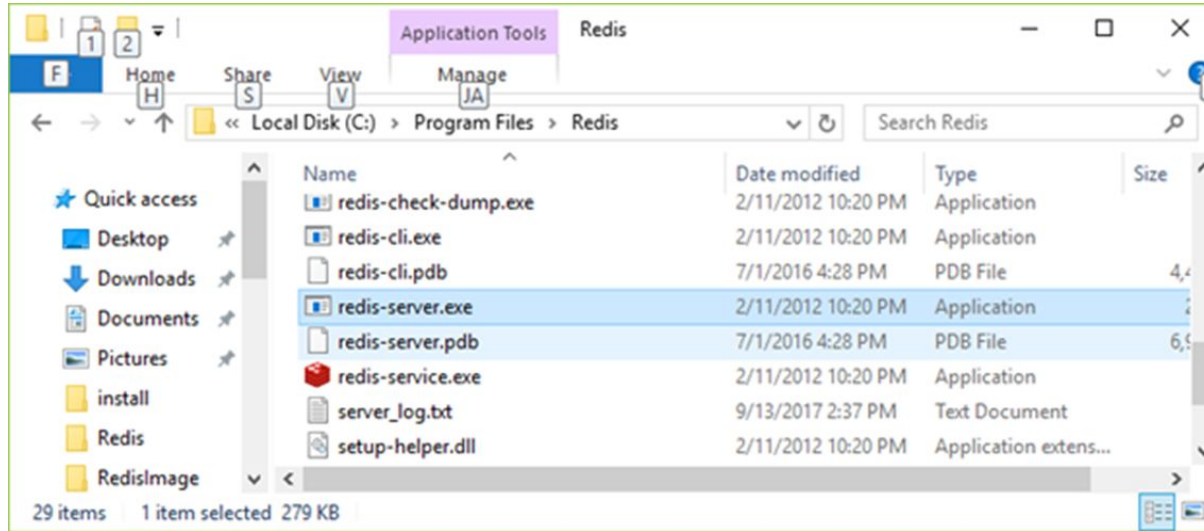 1 2 Application Tools Redis
F Home Share View Manage
H S V JA
« Local Disk (C:) › Program Files › Redis Search Redis
Name Date modified Type Size
Quick access
Desktop
Downloads
Documents
Pictures
install
Redis
RedisImage
redis-check-dump.exe 2/11/2012 10:20 PM Application
redis-cli.exe 2/11/2012 10:20 PM Application
redis-cli.pdb 7/1/2016 4:28 PM PDB File
redis-server.exe 2/11/2012 10:20 PM Application
redis-server.pdb 7/1/2016 4:28 PM PDB File
redis-service.exe 2/11/2012 10:20 PM Application
server_log.txt 9/13/2017 2:37 PM Text Document
setup-helper.dll 2/11/2012 10:20 PM Application extens...
29 items 1 item selected 279 KB